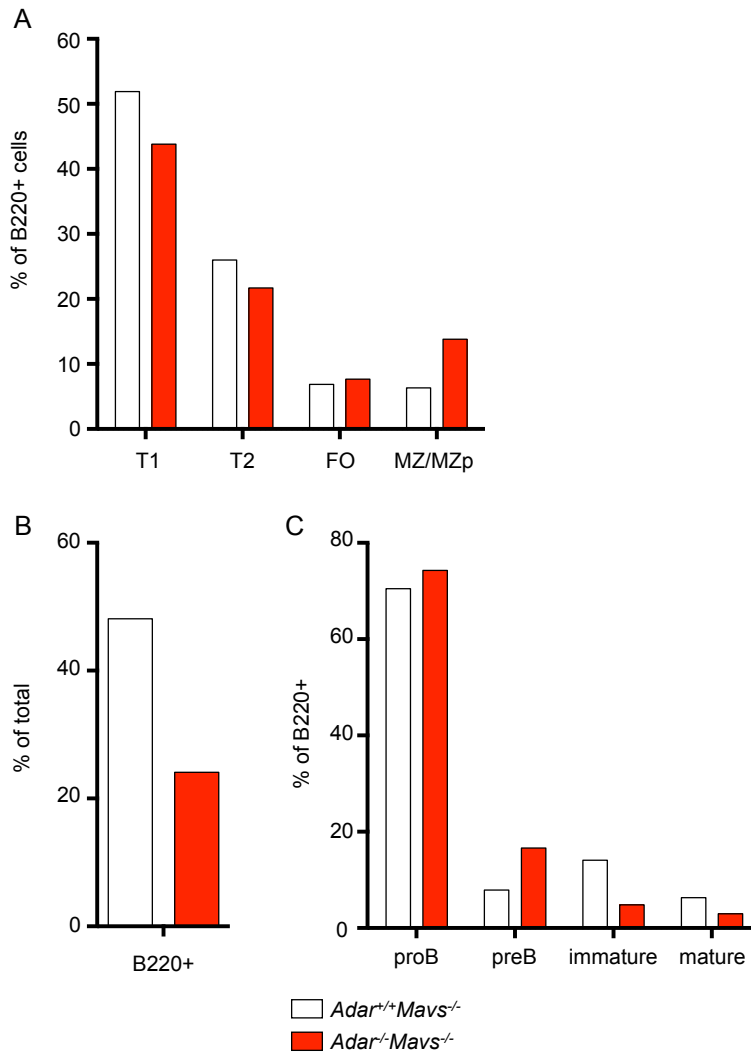 A
60
50
40
30
20
10
0
% of B220+ cells
T1 T2 FO MZ/MZp
B
60
40
20
0
% of total
B220+
C
80
60
40
20
0
% of B220+
proB preB immature mature
Adar+/+Mavs-/-
Adar-/-Mavs-/-